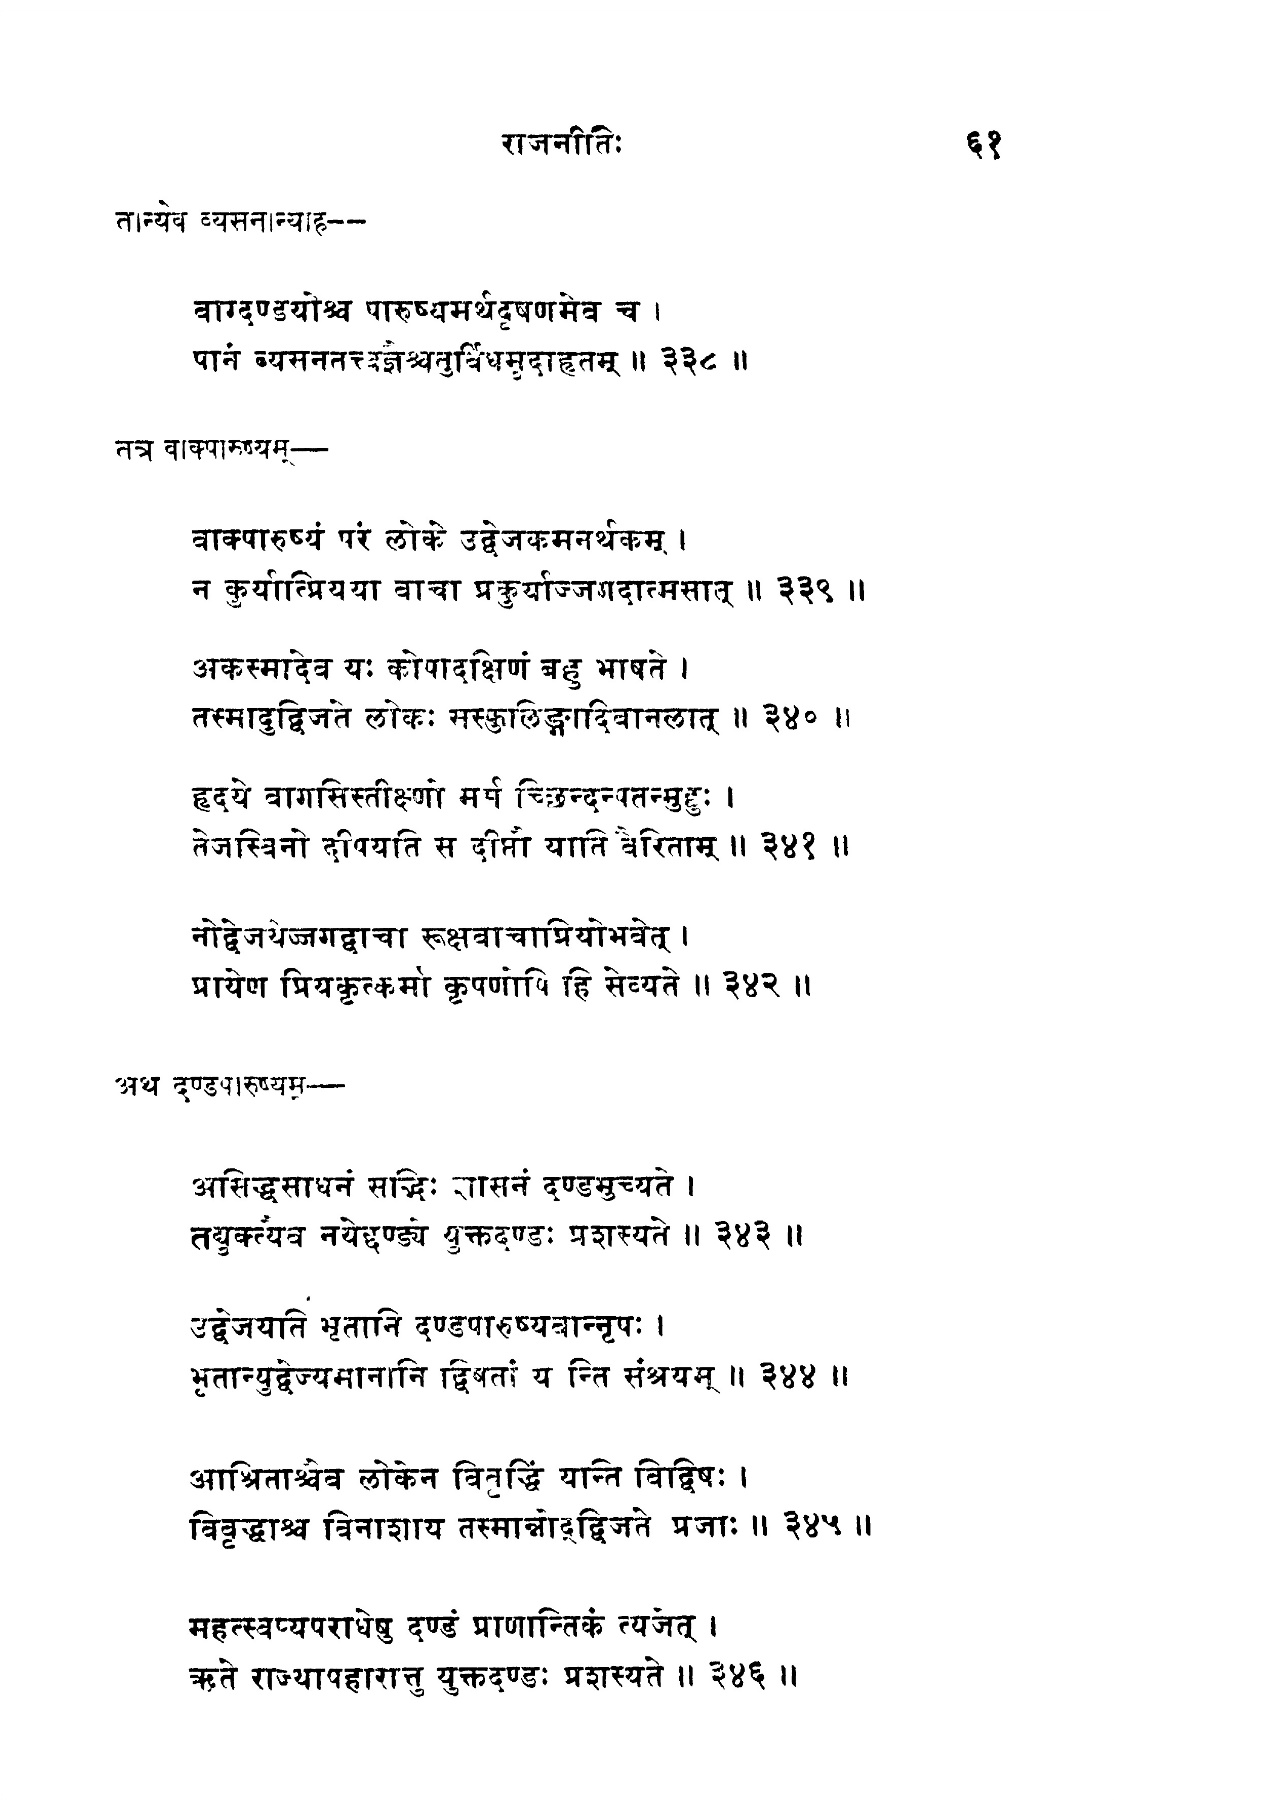 राजनीतिः ६१
तान्येव व्यसनान्याह--
वाग्दण्डयोश्च पारुष्यमर्थदूषणमेव च ।
पानं व्यसनतत्त्वज्ञैश्चतुर्विधमुदाहृतम् ॥ ३३८ ॥
तत्र वाक्पारुष्यम्—
वाक्पारुष्यं परं लोके उद्वेजकमनर्थकम् ।
न कुर्यात्प्रियया वाचा प्रकुर्याज्जगदात्मसात् ॥ ३३९ ॥
अकस्मादेव यः कोपादक्षिणं बहु भाषते ।
तस्मादुद्विजते लोकः सस्फुलिङ्गादिवानलात् ॥ ३४० ॥
हृदये वागसिस्तीक्ष्णो मर्म च्छिन्दन्पतन्मुहुः ।
तेजस्विनो दीपयति स दीप्तो याति वैरिताम् ॥ ३४१ ॥
नोद्वेजयेज्जगद्वाचा रूक्षवाचाप्रियोभवेत् ।
प्रायेण प्रियकृत्कर्मा कृपणोपि हि सेव्यते ॥ ३४२ ॥
अथ दण्डपारुष्यम्—
असिद्धसाधनं सद्भिः शासनं दण्डमुच्यते ।
तयुक्त्यैव नयेद्दण्ड्ये युक्तदण्डः प्रशस्यते ॥ ३४३ ॥
उद्वेजयति भृतानि दण्डपारुष्यवान्नृपः ।
भृतान्युद्वेज्यमानानि द्विषतां य न्ति संश्रयम् ॥ ३४४ ॥
आश्रिताश्चैव लोकेन विवृद्धिं यान्ति विद्विषः ।
विवृद्धाश्च विनाशाय तस्मान्नोद्द्विजते प्रजाः ॥ ३४५ ॥
महत्स्वप्यपराधेषु दण्डं प्राणान्तिकं त्यजेत् ।
ऋते राज्यापहारात्तु युक्तदण्डः प्रशस्यते ॥ ३४६ ॥